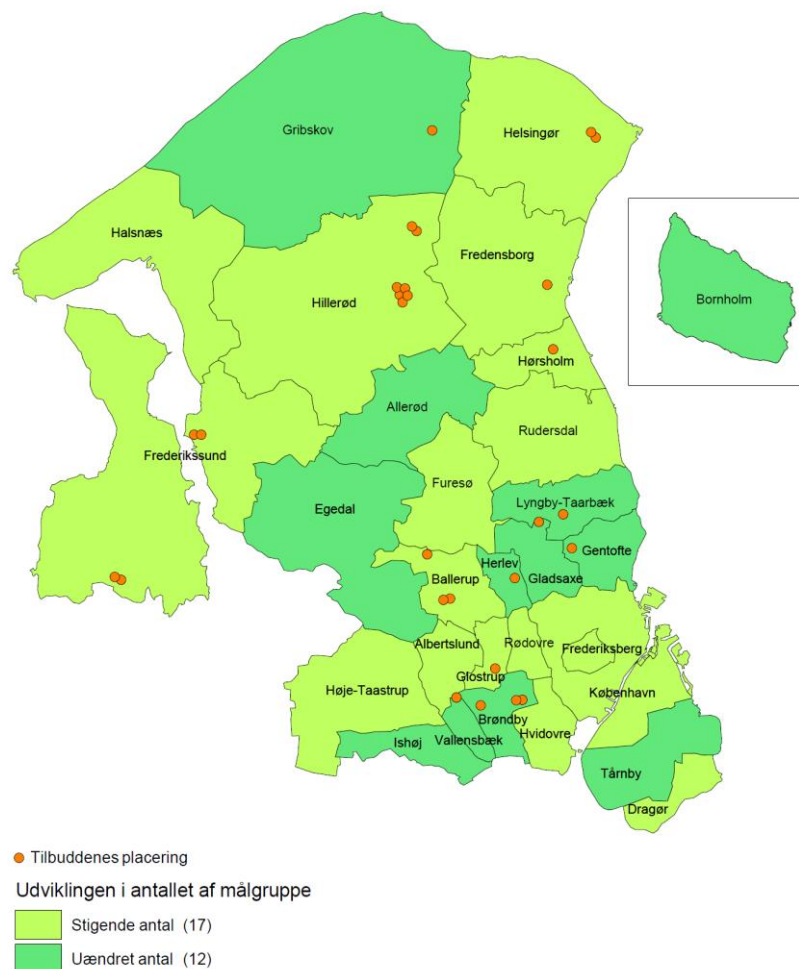 Gribskov
Helsingør
Halsnæs
Fredensborg
Hillerød
Bornholm
Hørsholm
Allerød
Rudersdal
Frederikssund
Furesø
Egedal
Lyngby-Taarbæk
Gentofte
Herlev
Ballerup
Gladsaxe
Albertslund
Rødovre
Frederiksberg
Glostrup
Høje-Taastrup
København
Brøndby
Hvidovre
Ishøj
Vallensbæk
Tårnby
Dragør
Tilbuddenes placering
Udviklingen i antallet af målgruppe
Stigende antal (17)
Uændret antal (12)